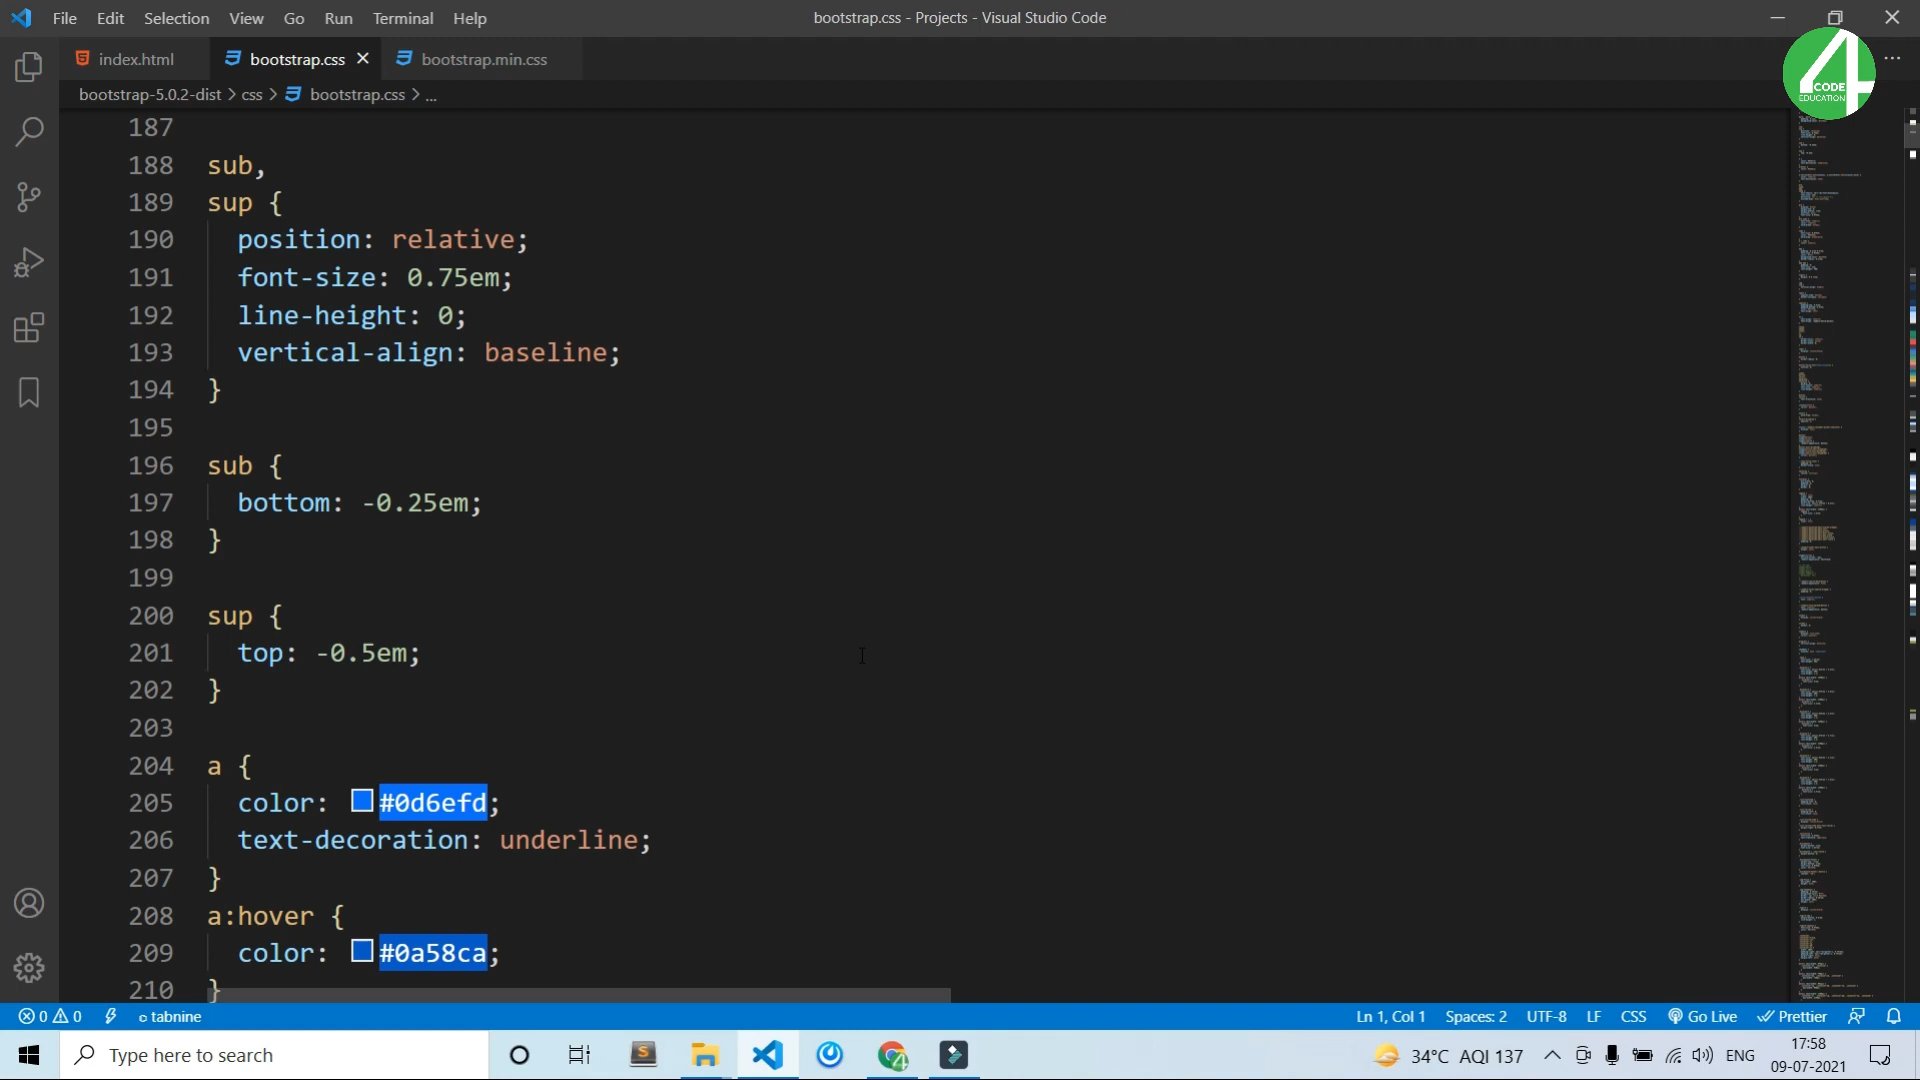 File Edit Selection View Go Run Terminal Help
bootstrap.css - Projects - Visual Studio Code
index.html bootstrap.css bootstrap.min.css
4
CODE
EDUCATION
bootstrap-5.0.2-dist > css > bootstrap.css > ...
187
188 sub,
189 sup {
190 position: relative;
191 font-size: 0.75em;
192 line-height: 0;
193 vertical-align: baseline;
194 }
195
196 sub {
197 bottom: -0.25em;
198 }
199
200 sup {
201 top: -0.5em;
202 }
203
204 a {
205 color: #0d6efd;
206 text-decoration: underline;
207 }
208 a:hover {
209 color: #0a58ca;
210 }
0 0 tabnine Ln 1, Col 1 Spaces: 2 UTF-8 LF CSS Go Live Prettier
Type here to search
34°C AQI 137 ENG
17:58
09-07-2021